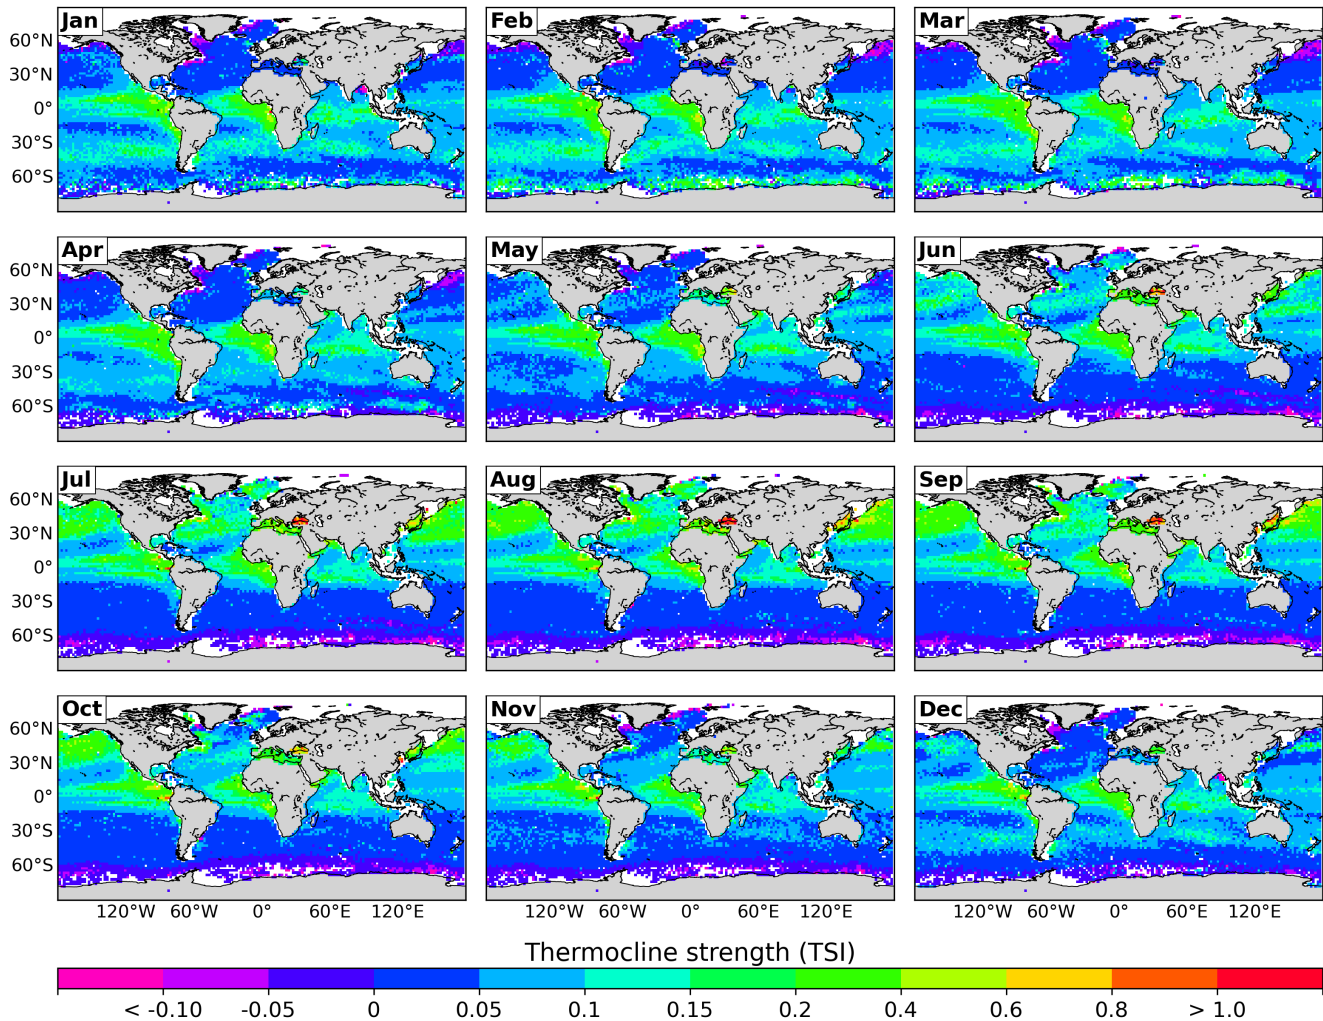 Jan
Feb
Mar
60°N
30°N
0°
30°S
60°S
Apr
May
Jun
60°N
30°N
0°
30°S
60°S
Jul
Aug
Sep
60°N
30°N
0°
30°S
60°S
Oct
Nov
Dec
60°N
30°N
0°
30°S
60°S
120°W 60°W 0° 60°E 120°E 120°W 60°W 0° 60°E 120°E 120°W 60°W 0° 60°E 120°E
Thermocline strength (TSI)
< -0.10 -0.05 0 0.05 0.1 0.15 0.2 0.4 0.6 0.8 > 1.0